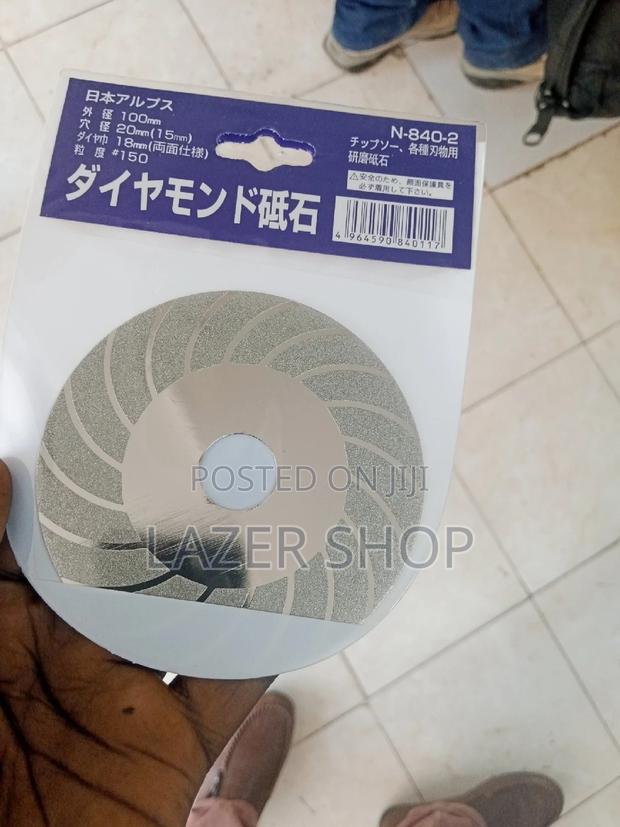 日本アルプス
外径 100mm
穴径 20mm(15mm)
ダイヤ巾 18mm(両面仕様)
粒度 #150
ダイヤモンド砥石
N-840-2
チップソー、各種刃物用
研磨砥石
⚠安全のため、顔面保護具を
必ず着用して下さい。
4 964590 840117
POSTED ON JIJI
LAZER SHOP